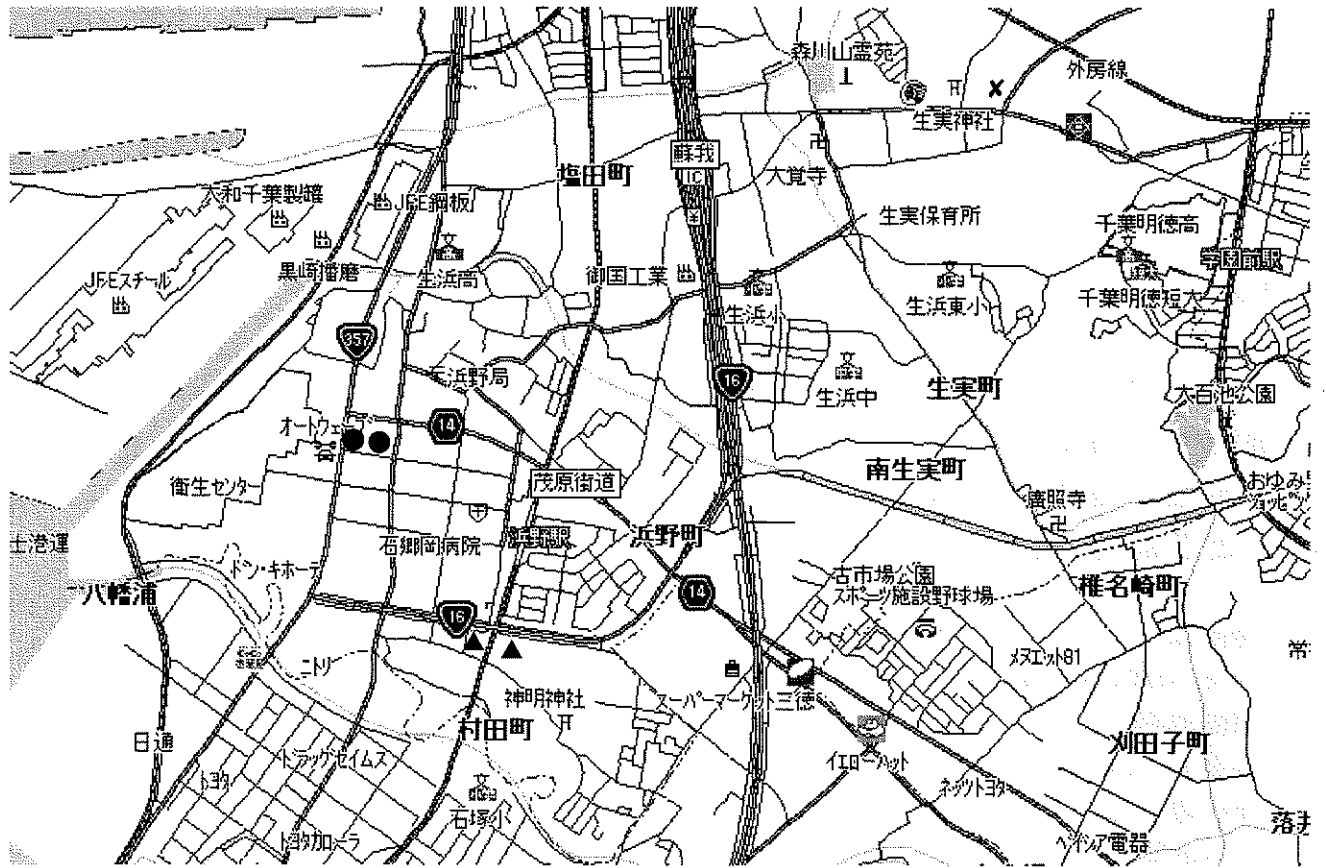 森川山霊苑
外房線
生実神社
蘇我
IC
塩田町
大覚寺
大和千葉製罐
JFE鋼板
生実保育所
千葉明徳高
学園前駅
黒崎播磨
生浜高
御国工業
JFEスチール
生浜小
生浜東小
千葉明徳短大
357
浜野局
16
生浜中
生実町
大百池公園
オートウェーブ
14
南生実町
衛生センター
茂原街道
おゆみ野
廣照寺
石郷岡病院
浜野駅
浜野町
ドン・キホーテ
古市場公園
スポーツ施設野球場
椎名崎町
八幡浦
16
14
メヌエット81
ニトリ
神明神社
スーパーマーケット三徳
村田町
日通
イエローハット
刈田子町
ドラッグセイムス
トヨタ
ネッツトヨタ
石塚小
トヨタカローラ
ベイシア電器